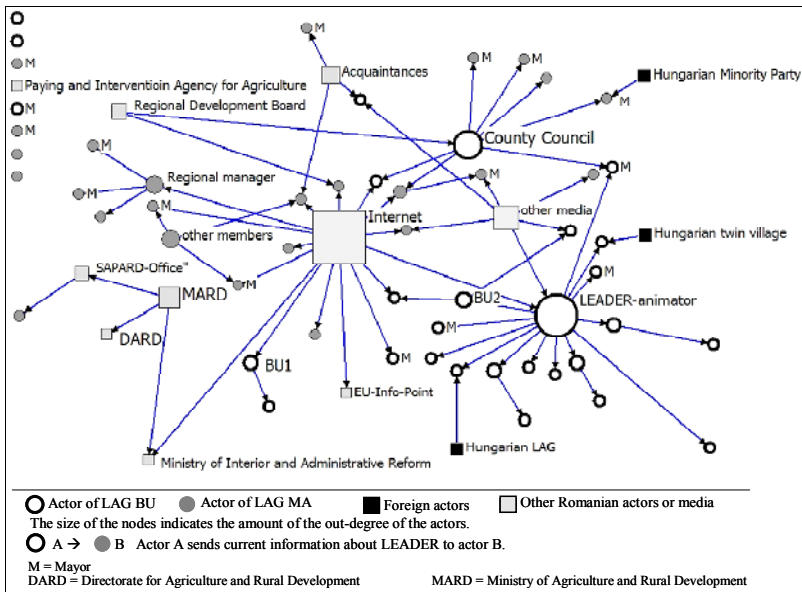 M
Acquaintances
M
M
M
Hungarian Minority Party
Paying and Interventioin Agency for Agriculture
M
M
Regional Development Board
M
County Council
M
Regional manager
M
M
M
M
Internet
other media
other members
Hungarian twin village
SAPARD-Office"
M
M
MARD
BU2
LEADER-animator
M
DARD
BU1
M
EU-Info-Point
Hungarian LAG
Ministry of Interior and Administrative Reform
Actor of LAG BU Actor of LAG MA Foreign actors Other Romanian actors or media
The size of the nodes indicates the amount of the out-degree of the actors.
A → B Actor A sends current information about LEADER to actor B.
M = Mayor
DARD = Directorate for Agriculture and Rural Development MARD = Ministry of Agriculture and Rural Development